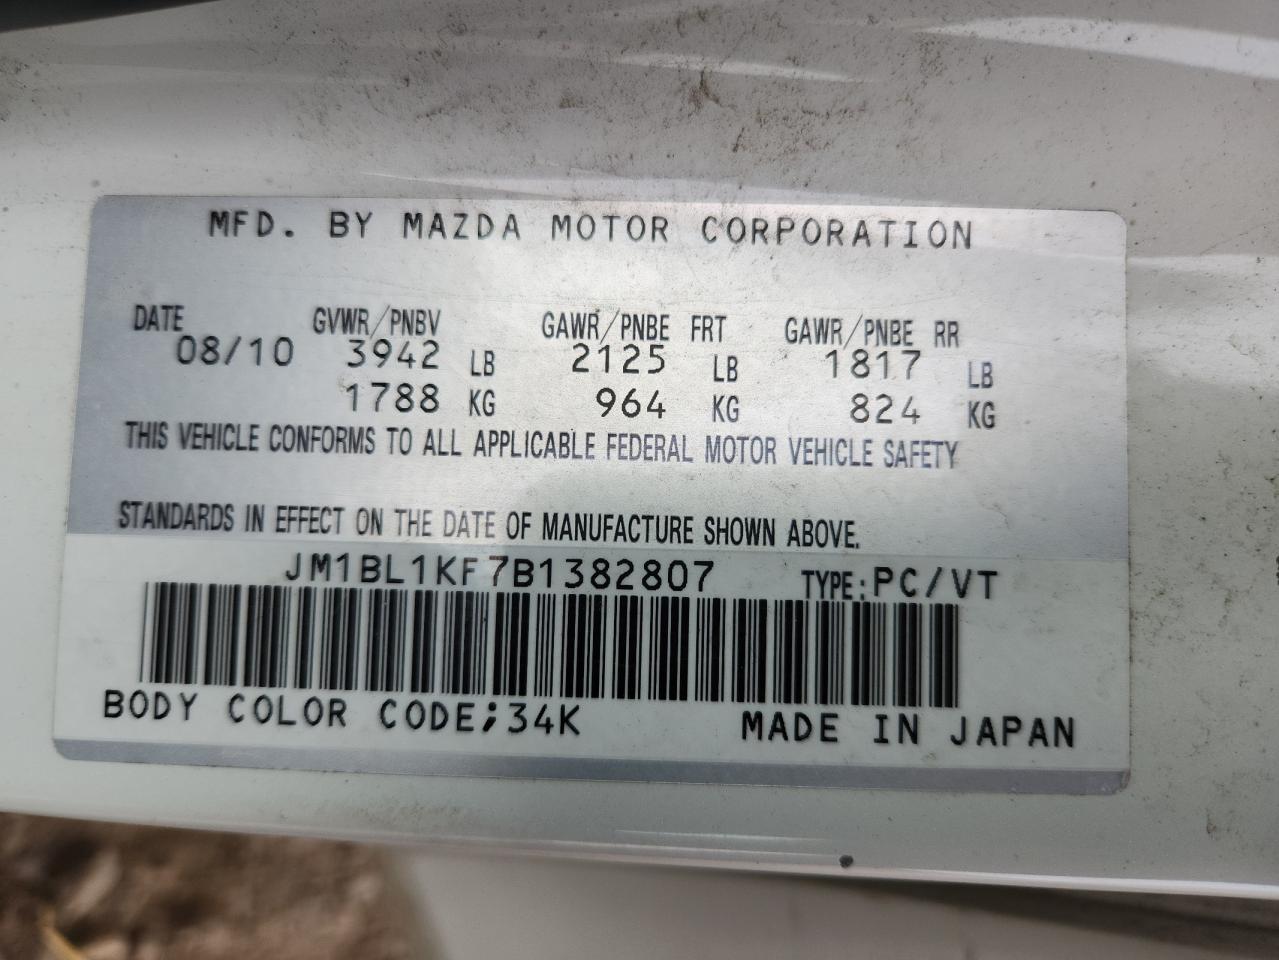 MFD. BY MAZDA MOTOR CORPORATION
DATE GVWR/PNBV GAWR/PNBE FRT GAWR/PNBE RR
08/10 3942 LB 2125 LB 1817 LB
1788 KG 964 KG 824 KG
THIS VEHICLE CONFORMS TO ALL APPLICABLE FEDERAL MOTOR VEHICLE SAFETY
STANDARDS IN EFFECT ON THE DATE OF MANUFACTURE SHOWN ABOVE.
JM1BL1KF7B1382807 TYPE:PC/VT
BODY COLOR CODE;34K MADE IN JAPAN